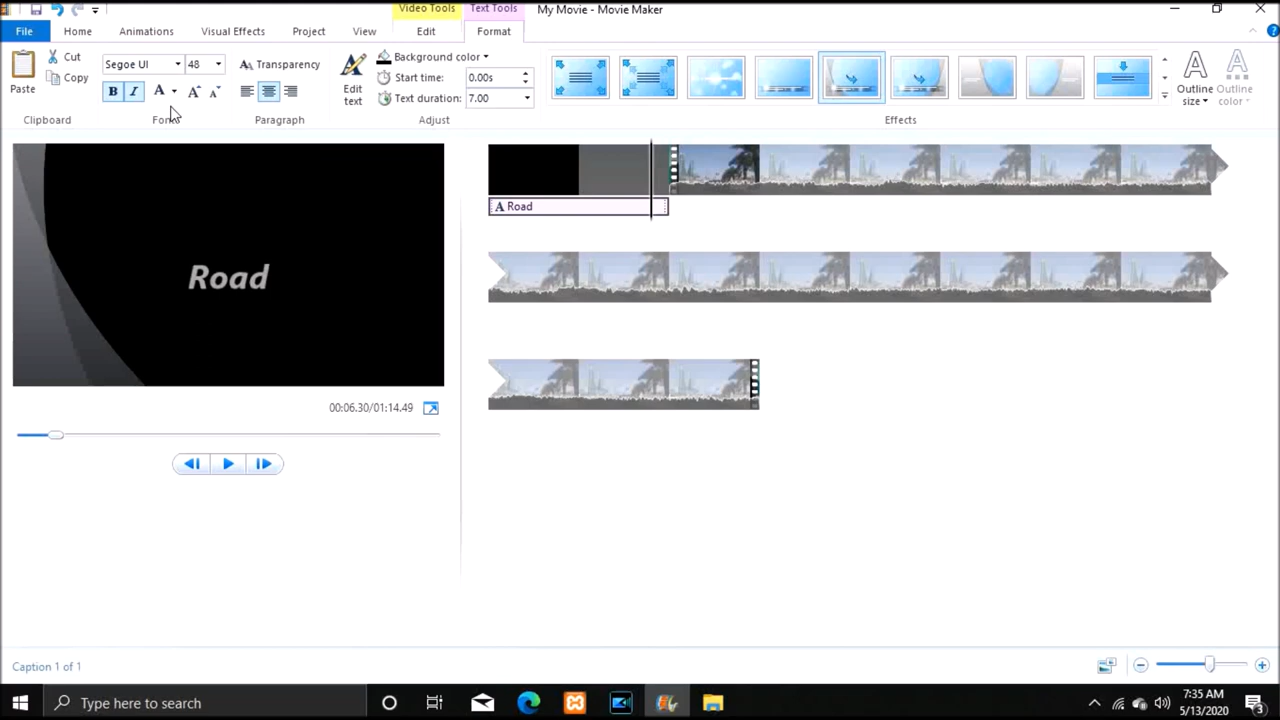 My Movie - Movie Maker
Video Tools
Text Tools
File
Home
Animations
Visual Effects
Project
View
Edit
Format
Paste
Cut
Copy
Clipboard
Segoe UI
48
Transparency
B I A A A
Font
Paragraph
Edit text
Background color
Start time: 0.00s
Text duration: 7.00
Adjust
Effects
Outline size
Outline color
Road
A Road
00:06.30/01:14.49
Caption 1 of 1
Type here to search
7:35 AM
5/13/2020
3